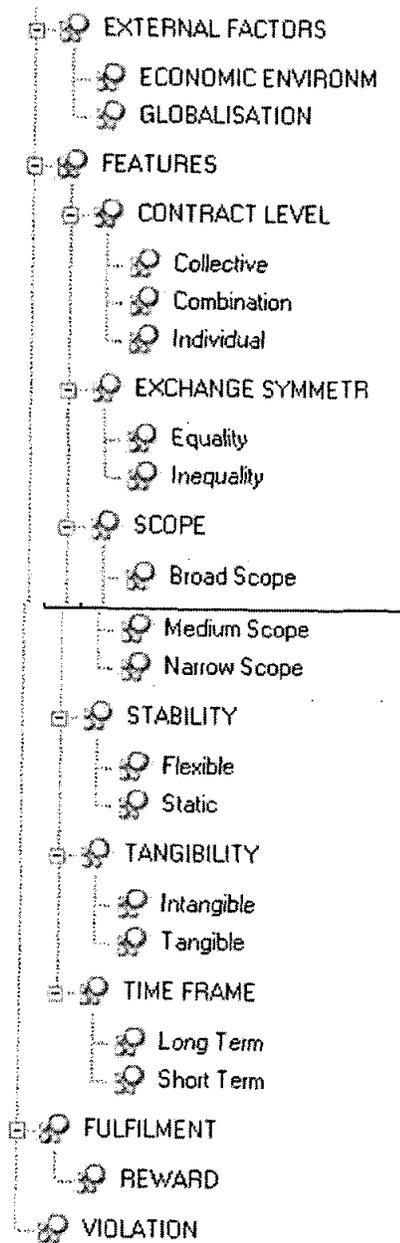 EXTERNAL FACTORS
ECONOMIC ENVIRONM
GLOBALISATION
FEATURES
CONTRACT LEVEL
Collective
Combination
Individual
EXCHANGE SYMMETR
Equality
Inequality
SCOPE
Broad Scope
Medium Scope
Narrow Scope
STABILITY
Flexible
Static
TANGIBILITY
Intangible
Tangible
TIME FRAME
Long Term
Short Term
FULFILMENT
REWARD
VIOLATION